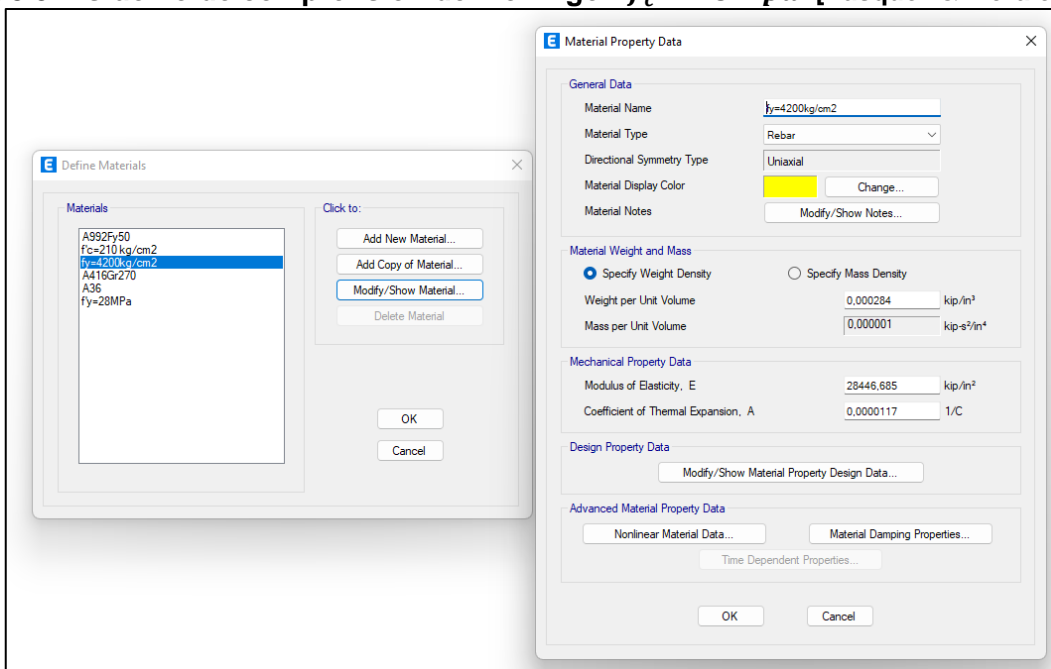 Define Materials
Materials
A992Fy50
f'c=210 kg/cm2
fy=4200kg/cm2
A416Gr270
A36
f'y=28MPa
Click to:
Add New Material...
Add Copy of Material...
Modify/Show Material...
Delete Material
OK
Cancel
E Material Property Data
General Data
Material Name fy=4200kg/cm2
Material Type Rebar
Directional Symmetry Type Uniaxial
Material Display Color Change...
Material Notes Modify/Show Notes...
Material Weight and Mass
Specify Weight Density Specify Mass Density
Weight per Unit Volume 0,000284 kip/in³
Mass per Unit Volume 0,000001 kip-s²/in⁴
Mechanical Property Data
Modulus of Elasticity, E 28446,685 kip/in²
Coefficient of Thermal Expansion, A 0,0000117 1/C
Design Property Data
Modify/Show Material Property Design Data...
Advanced Material Property Data
Nonlinear Material Data... Material Damping Properties...
Time Dependent Properties...
OK Cancel